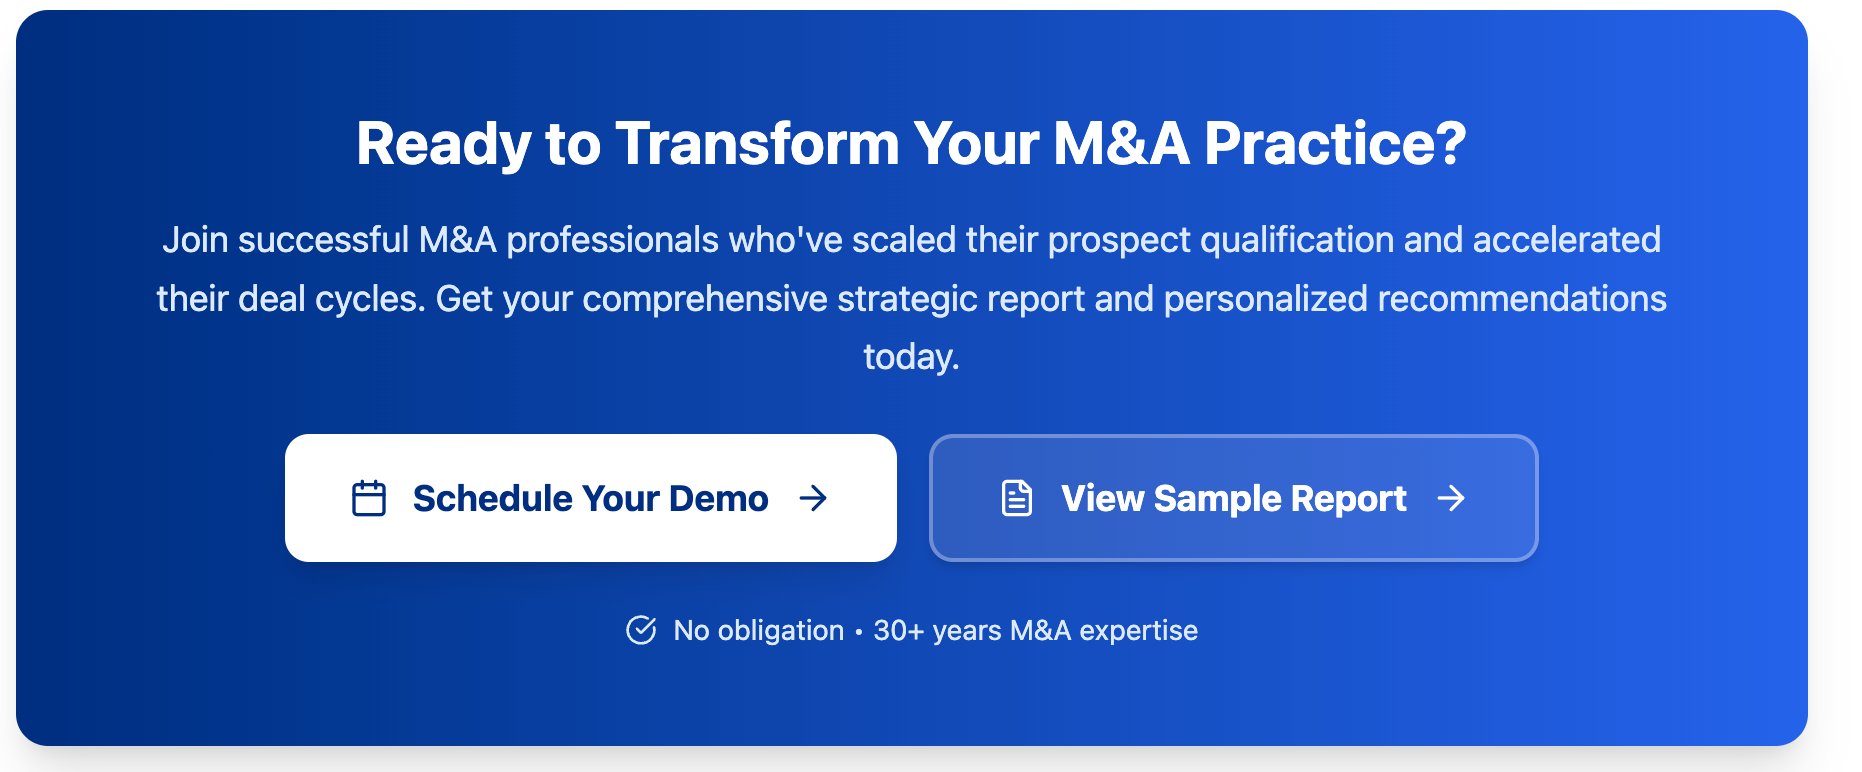 Ready to Transform Your M&A Practice?
Join successful M&A professionals who've scaled their prospect qualification and accelerated
their deal cycles. Get your comprehensive strategic report and personalized recommendations
today.
Schedule Your Demo
View Sample Report
No obligation • 30+ years M&A expertise